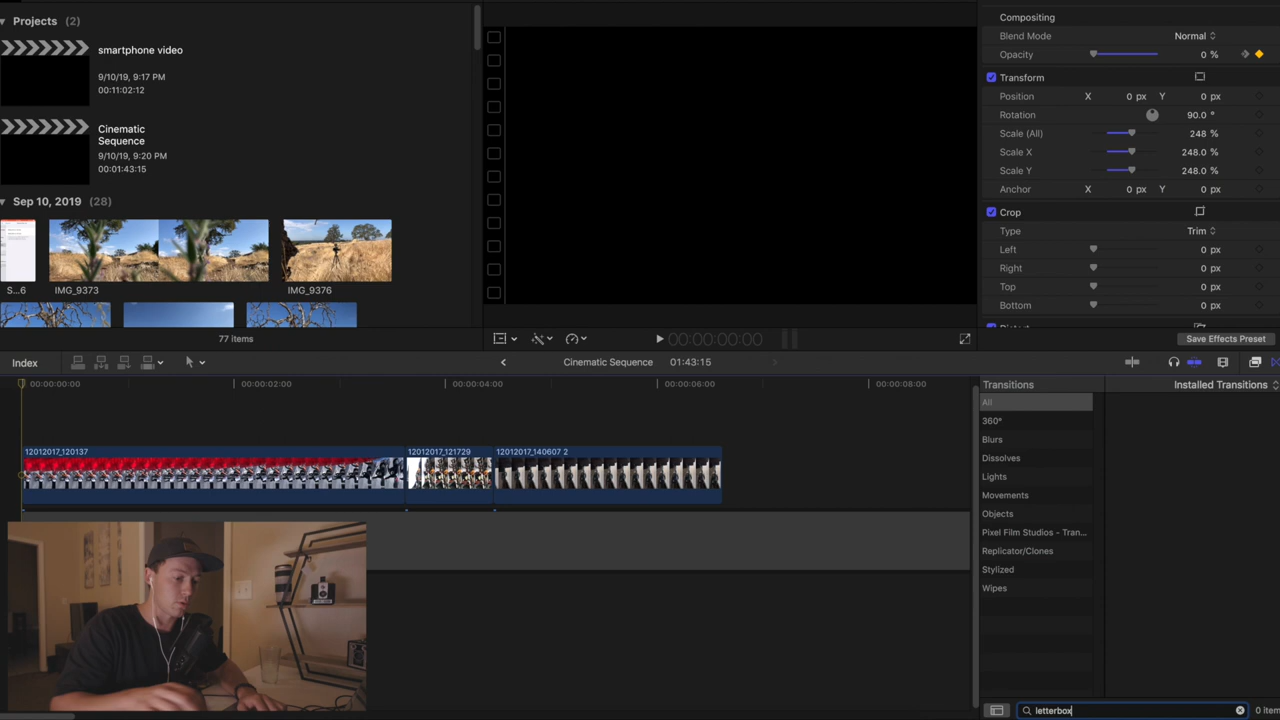 Projects (2)
smartphone video
9/10/19, 9:17 PM
00:11:02:12
Cinematic
Sequence
9/10/19, 9:20 PM
00:01:43:15
Sep 10, 2019 (28)
S...6
IMG_9373
IMG_9376
77 items
00:00:00:00
Compositing
Blend Mode Normal
Opacity 0 %
Transform
Position X 0 px Y 0 px
Rotation 90.0 °
Scale (All) 248 %
Scale X 248.0 %
Scale Y 248.0 %
Anchor X 0 px Y 0 px
Crop
Type Trim
Left 0 px
Right 0 px
Top 0 px
Bottom 0 px
Save Effects Preset
Index
Cinematic Sequence 01:43:15
00:00:00:00 00:00:02:00 00:00:04:00 00:00:06:00 00:00:08:00
12012017_120137 12012017_121729 12012017_140607 2
Transitions Installed Transitions
All
360°
Blurs
Dissolves
Lights
Movements
Objects
Pixel Film Studios - Tran...
Replicator/Clones
Stylized
Wipes
letterbox 0 item